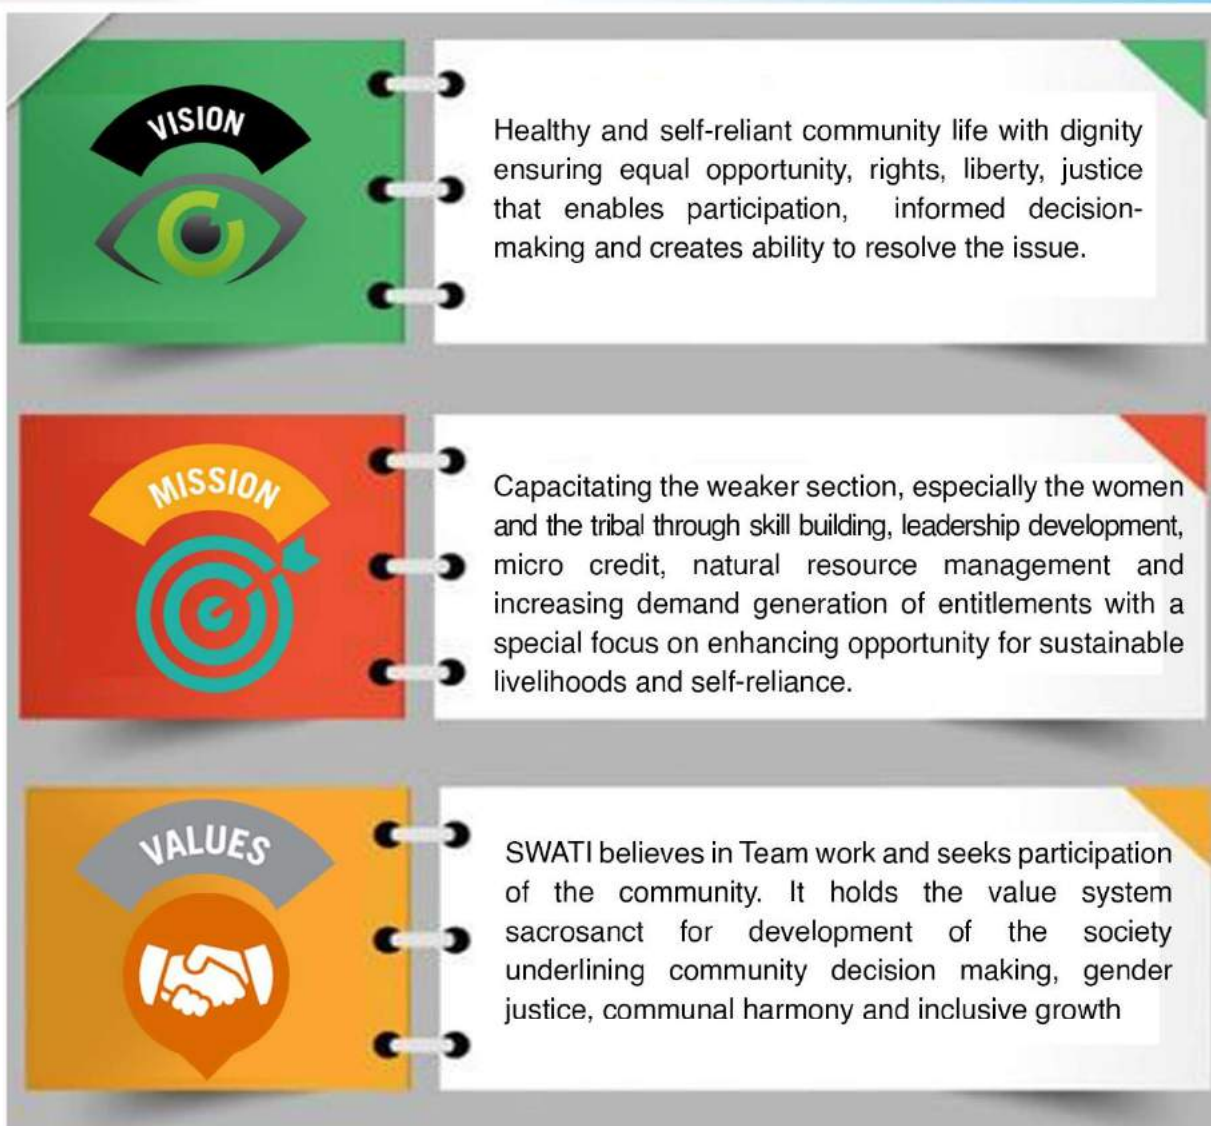 VISION
Healthy and self-reliant community life with dignity
ensuring equal opportunity, rights, liberty, justice
that enables participation, informed decision-
making and creates ability to resolve the issue.
MISSION
Capacitating the weaker section, especially the women
and the tribal through skill building, leadership development,
micro credit, natural resource management and
increasing demand generation of entitlements with a
special focus on enhancing opportunity for sustainable
livelihoods and self-reliance.
VALUES
SWATI believes in Team work and seeks participation
of the community. It holds the value system
sacrosanct for development of the society
underlining community decision making, gender
justice, communal harmony and inclusive growth